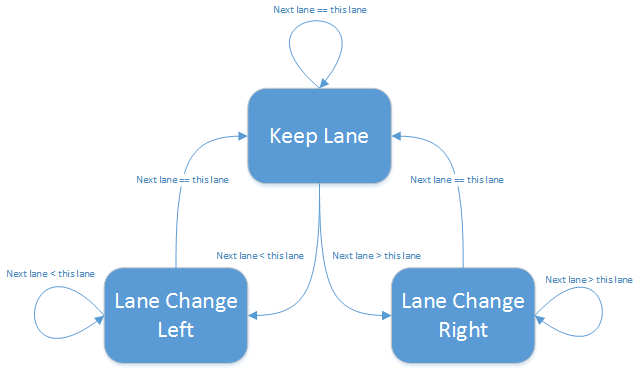 Next lane == this lane
Keep Lane
Next lane == this lane
Next lane == this lane
Next lane < this lane
Next lane > this lane
Next lane < this lane
Next lane > this lane
Lane Change
Left
Lane Change
Right